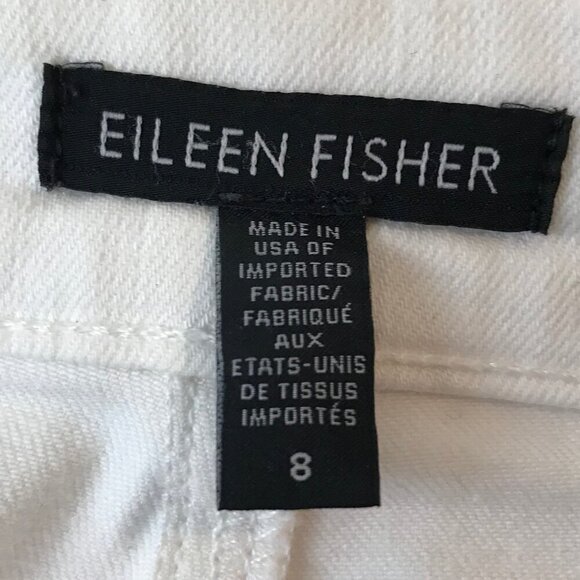 EILEEN FISHER
MADE IN
USA OF
IMPORTED
FABRIC/
FABRIQUÉ
AUX
ETATS-UNIS
DE TISSUS
IMPORTÉS
8